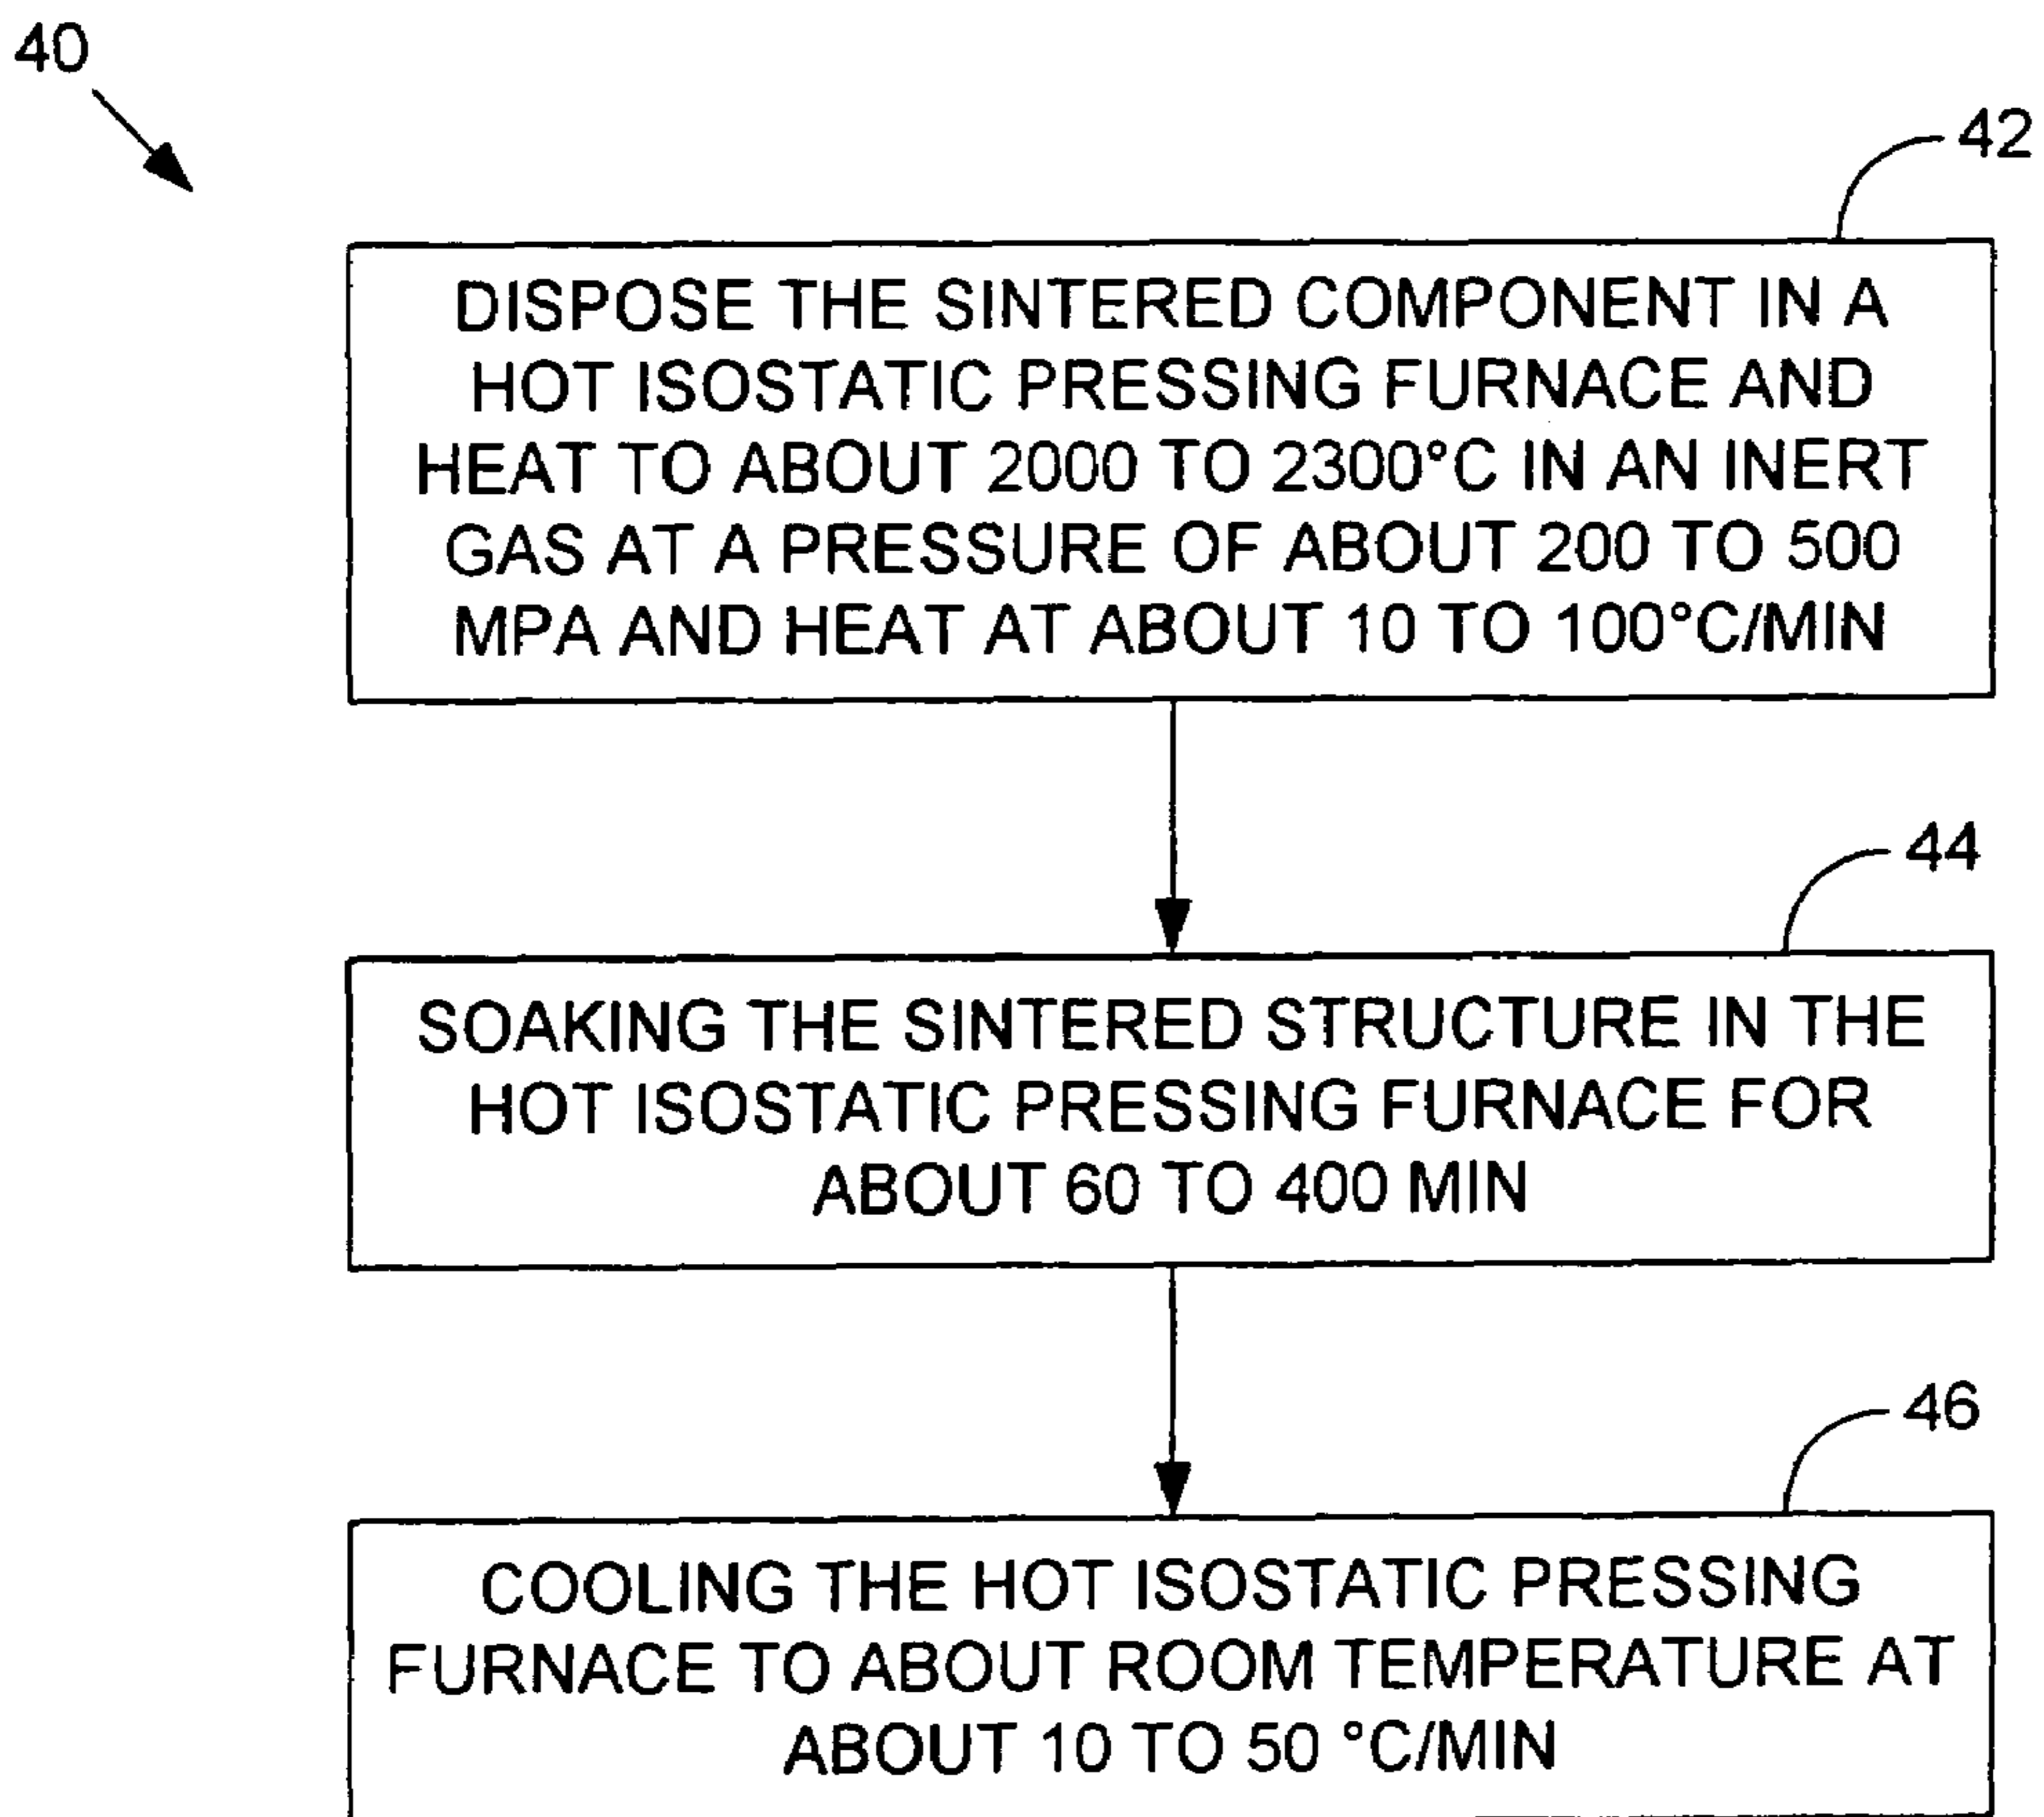 40
42
DISPOSE THE SINTERED COMPONENT IN A
HOT ISOSTATIC PRESSING FURNACE AND
HEAT TO ABOUT 2000 TO 2300°C IN AN INERT
GAS AT A PRESSURE OF ABOUT 200 TO 500
MPA AND HEAT AT ABOUT 10 TO 100°C/MIN
44
SOAKING THE SINTERED STRUCTURE IN THE
HOT ISOSTATIC PRESSING FURNACE FOR
ABOUT 60 TO 400 MIN
46
COOLING THE HOT ISOSTATIC PRESSING
FURNACE TO ABOUT ROOM TEMPERATURE AT
ABOUT 10 TO 50 °C/MIN